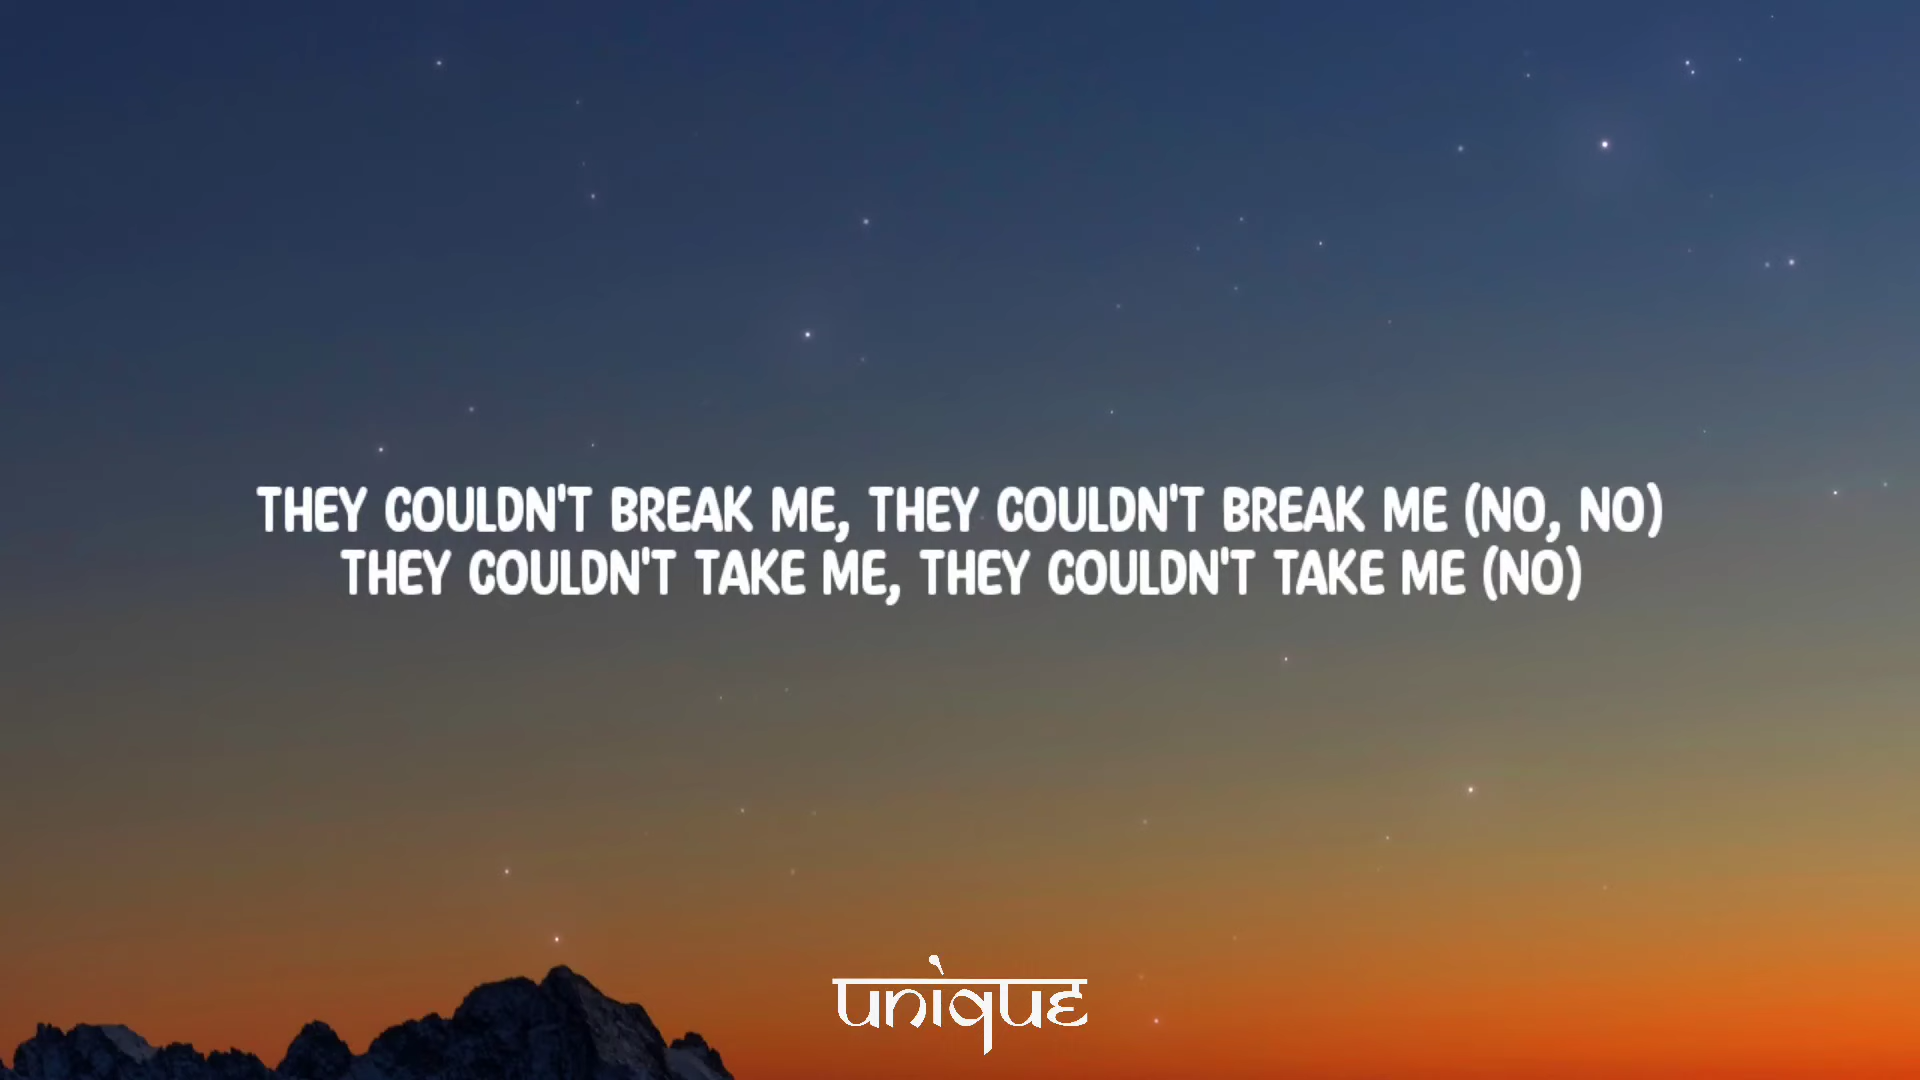 THEY COULDN'T BREAK ME, THEY COULDN'T BREAK ME (NO, NO)
THEY COULDN'T TAKE ME, THEY COULDN'T TAKE ME (NO)
unique